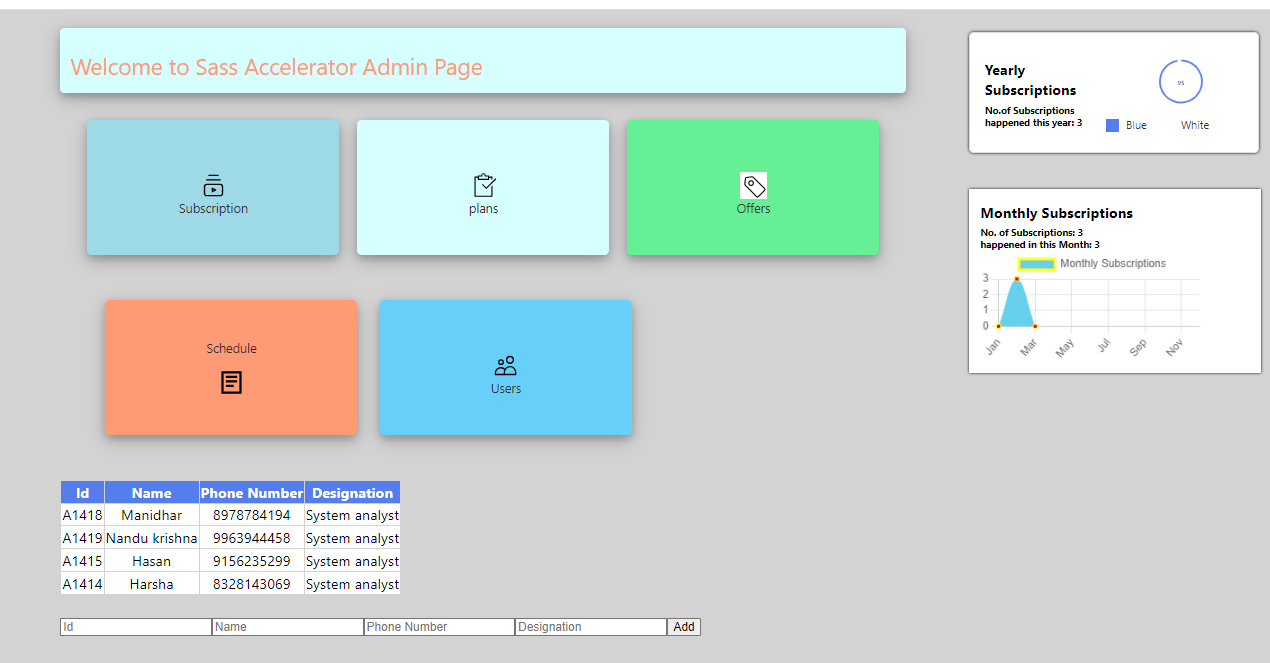 Welcome to Sass Accelerator Admin Page
Subscription
plans
Offers
Schedule
Users
Id Name Phone Number Designation
A1418 Manidhar 8978784194 System analyst
A1419 Nandu krishna 9963944458 System analyst
A1415 Hasan 9156235299 System analyst
A1414 Harsha 8328143069 System analyst
Id Name Phone Number Designation Add
Yearly
Subscriptions
No.of Subscriptions
happened this year: 3
95
Blue White
Monthly Subscriptions
No. of Subscriptions: 3
happened in this Month: 3
Monthly Subscriptions
3
2
1
0
Jan Mar May Jul Sep Nov